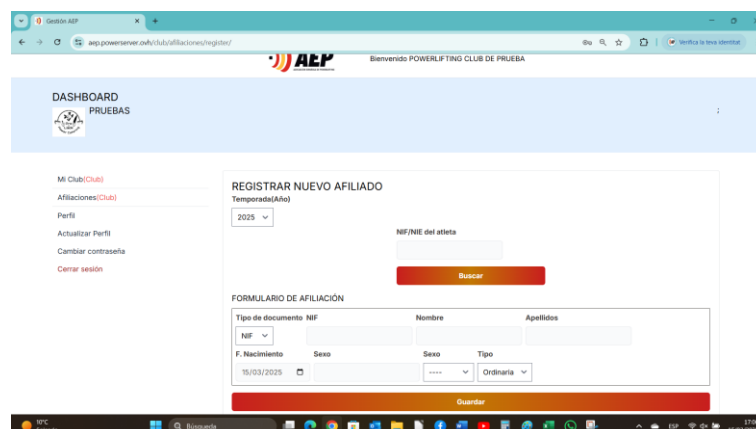 Gestión AEP
aep.powerserver.ovh/club/afiliaciones/register/
Verifica la teva identitat
AEP
Bienvenido POWERLIFTING CLUB DE PRUEBA
DASHBOARD
PRUEBAS
Mi Club(Club)
Afiliaciones(Club)
Perfil
Actualizar Perfil
Cambiar contraseña
Cerrar sesión
REGISTRAR NUEVO AFILIADO
Temporada(Año)
2025
NIF/NIE del atleta
Buscar
FORMULARIO DE AFILIACIÓN
Tipo de documento NIF Nombre Apellidos
NIF
F. Nacimiento Sexo Sexo Tipo
15/03/2025 ---- Ordinaria
Guardar
10°C
Búsqueda
ESP